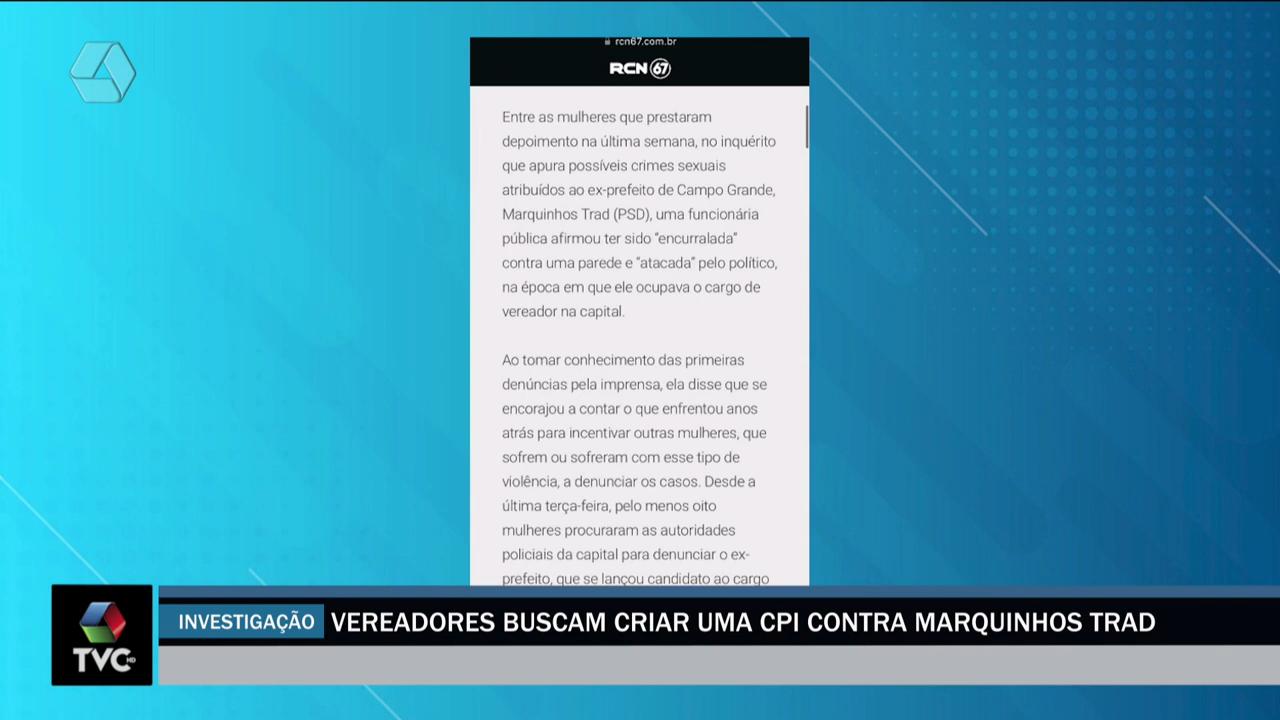 rcn67.com.br
RCN 67
Entre as mulheres que prestaram
depoimento na última semana, no inquérito
que apura possíveis crimes sexuais
atribuídos ao ex-prefeito de Campo Grande,
Marquinhos Trad (PSD), uma funcionária
pública afirmou ter sido “encurralada”
contra uma parede e “atacada” pelo político,
na época em que ele ocupava o cargo de
vereador na capital.
Ao tomar conhecimento das primeiras
denúncias pela imprensa, ela disse que se
encorajou a contar o que enfrentou anos
atrás para incentivar outras mulheres, que
sofrem ou sofreram com esse tipo de
violência, a denunciar os casos. Desde a
última terça-feira, pelo menos oito
mulheres procuraram as autoridades
policiais da capital para denunciar o ex-
prefeito, que se lançou candidato ao cargo
INVESTIGAÇÃO VEREADORES BUSCAM CRIAR UMA CPI CONTRA MARQUINHOS TRAD
TVC HD